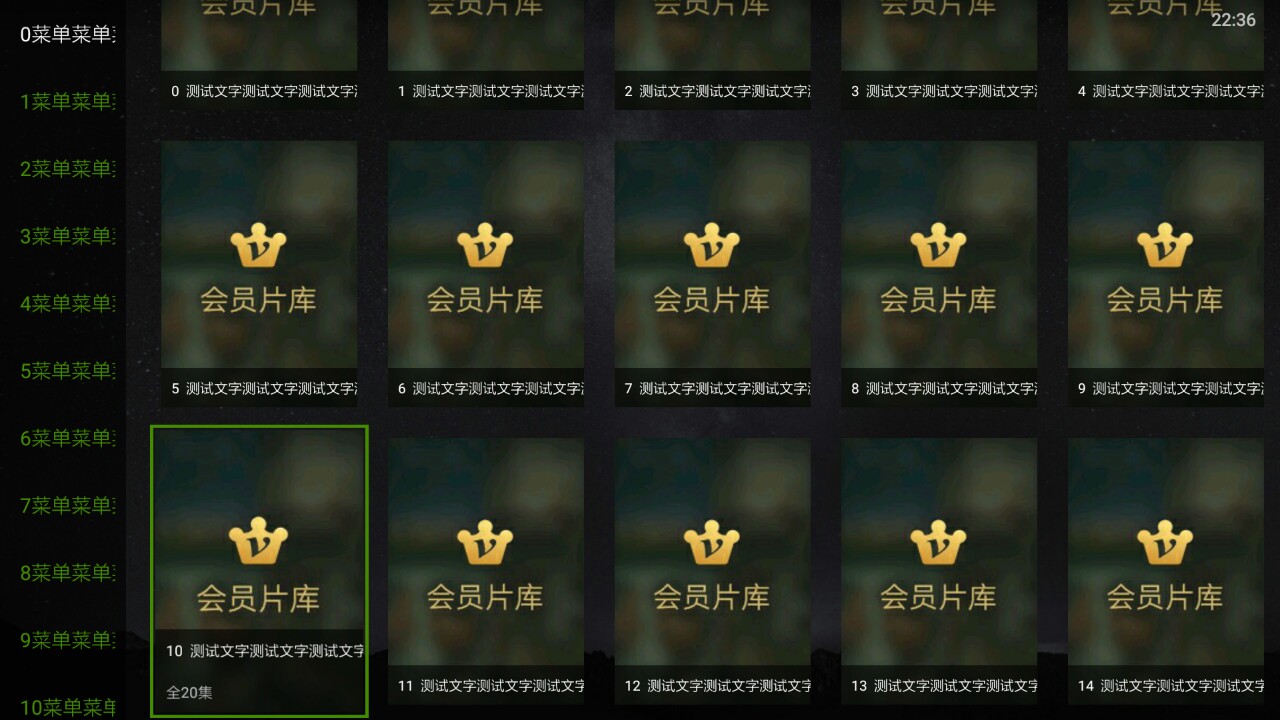 22:36
0菜单菜单
1菜单菜单
2菜单菜单
3菜单菜单
4菜单菜单
5菜单菜单
6菜单菜单
7菜单菜单
8菜单菜单
9菜单菜单
10菜单菜单
会员片库
会员片库
会员片库
会员片库
会员片库
0 测试文字测试文字测试文字
1 测试文字测试文字测试文字
2 测试文字测试文字测试文字
3 测试文字测试文字测试文字
4 测试文字测试文字测试文字
会员片库
会员片库
会员片库
会员片库
会员片库
5 测试文字测试文字测试文字
6 测试文字测试文字测试文字
7 测试文字测试文字测试文字
8 测试文字测试文字测试文字
9 测试文字测试文字测试文字
会员片库
会员片库
会员片库
会员片库
会员片库
10 测试文字测试文字测试文字
全20集
11 测试文字测试文字测试文字
12 测试文字测试文字测试文字
13 测试文字测试文字测试文字
14 测试文字测试文字测试文字